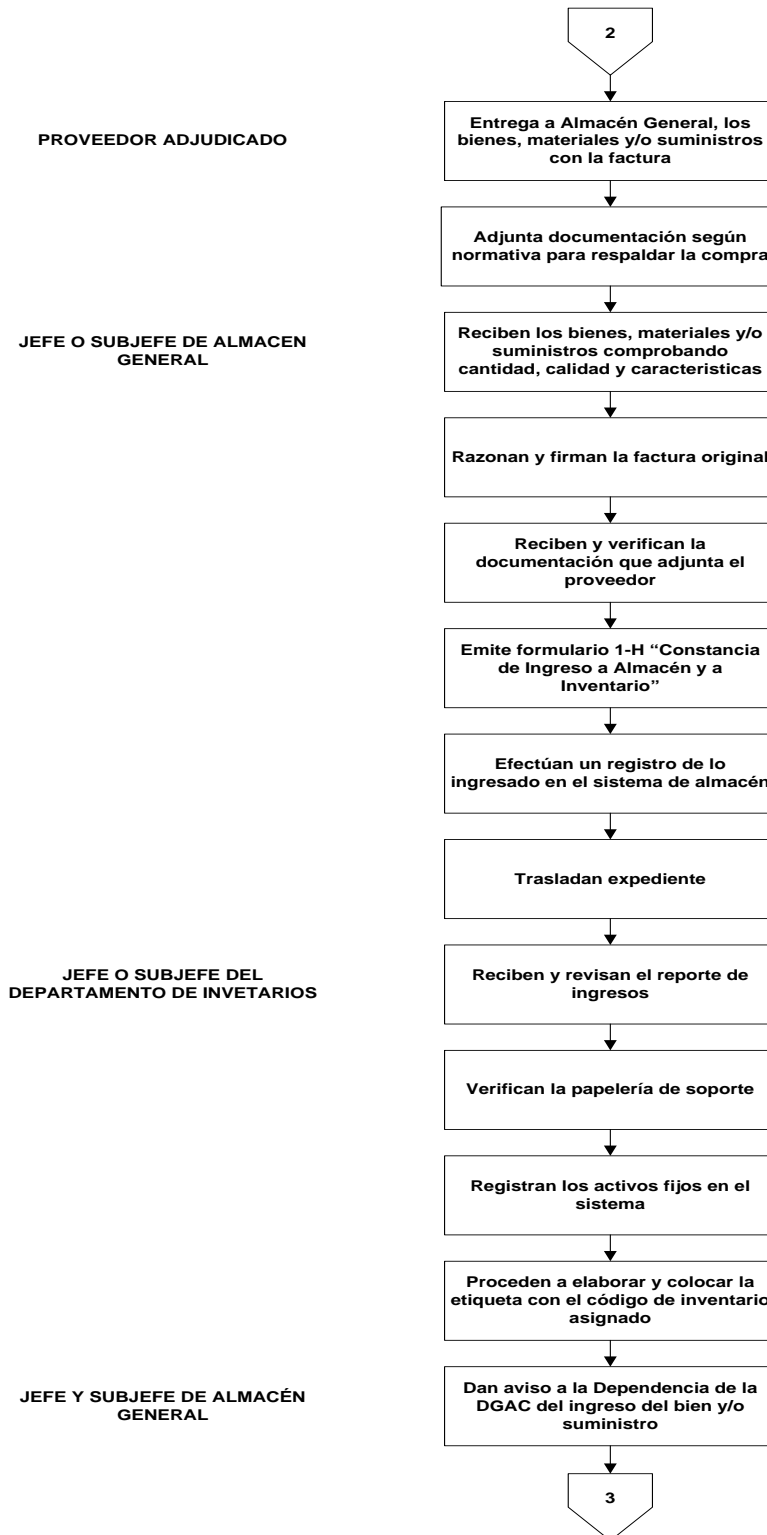 2
PROVEEDOR ADJUDICADO
Entrega a Almacén General, los
bienes, materiales y/o suministros
con la factura
Adjunta documentación según
normativa para respaldar la compra
JEFE O SUBJEFE DE ALMACEN
GENERAL
Reciben los bienes, materiales y/o
suministros comprobando
cantidad, calidad y caracteristicas
Razonan y firman la factura original
Reciben y verifican la
documentación que adjunta el
proveedor
Emite formulario 1-H “Constancia
de Ingreso a Almacén y a
Inventario”
Efectúan un registro de lo
ingresado en el sistema de almacén
Trasladan expediente
JEFE O SUBJEFE DEL
DEPARTAMENTO DE INVETARIOS
Reciben y revisan el reporte de
ingresos
Verifican la papelería de soporte
Registran los activos fijos en el
sistema
Proceden a elaborar y colocar la
etiqueta con el código de inventario
asignado
JEFE Y SUBJEFE DE ALMACÉN
GENERAL
Dan aviso a la Dependencia de la
DGAC del ingreso del bien y/o
suministro
3